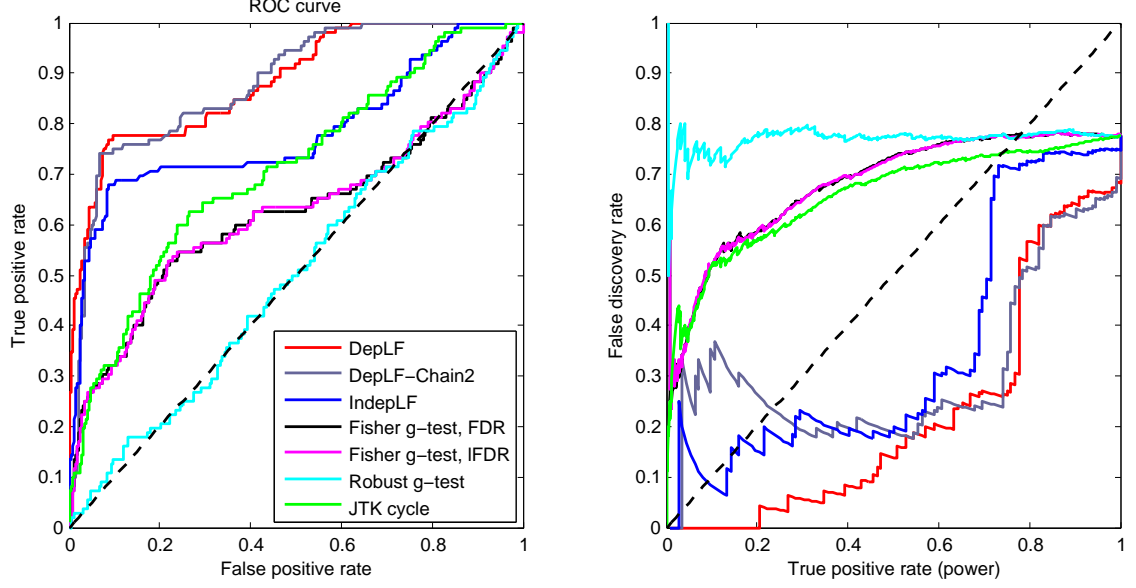 ROC curve
1
0.9
0.8
0.7
0.6
0.5
0.4
0.3
0.2
0.1
0
True positive rate
0
0.2
0.4
0.6
0.8
1
False positive rate
DepLF
DepLF−Chain2
IndepLF
Fisher g−test, FDR
Fisher g−test, lFDR
Robust g−test
JTK cycle
1
0.9
0.8
0.7
0.6
0.5
0.4
0.3
0.2
0.1
0
False discovery rate
0
0.2
0.4
0.6
0.8
1
True positive rate (power)